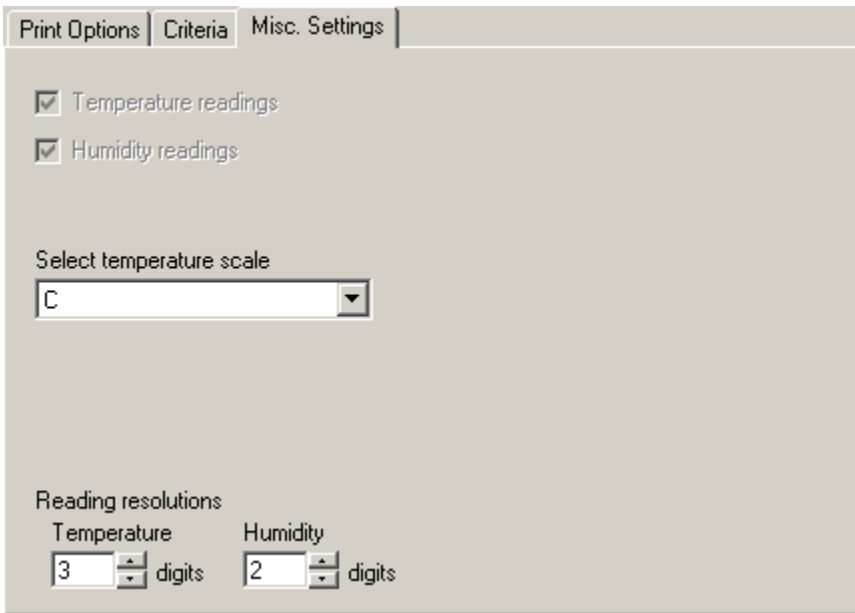 Print Options Criteria Misc. Settings
Temperature readings
Humidity readings
Select temperature scale
C
Reading resolutions
Temperature Humidity
3 digits 2 digits